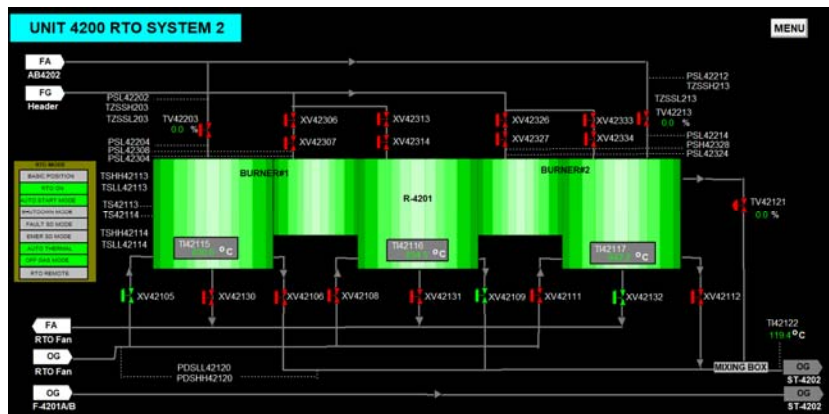 UNIT 4200 RTO SYSTEM 2
MENU
FA
AB4202
FG
Header
PSL42202
TZSSH203
TZSSL203
TV42203
0.0 %
PSL42204
PSL42308
PSL42304
XV42306
XV42307
XV42313
XV42314
XV42326
XV42327
XV42333
XV42334
PSL42212
TZSSH213
TZSSL213
TV42213
0.0 %
PSL42214
PSH42328
PSL42324
RTO MODE
BASIC POSITION
RTO ON
AUTO START MODE
SHUTDOWN MODE
FAULT SD MODE
EMER SD MODE
AUTO THERMAL
OFF GAS MODE
RTO REMOTE
TSHH42113
TSLL42113
TS42113
TS42114
TSHH42114
TSLL42114
BURNER#1
R-4201
BURNER#2
TI42115
°C
TI42116
°C
TI42117
°C
TV42121
0.0 %
XV42105
XV42130
XV42106
XV42108
XV42131
XV42109
XV42111
XV42132
XV42112
TI42122
119.4 °C
FA
RTO Fan
OG
RTO Fan
PDSLL42120
PDSHH42120
MIXING BOX
OG
ST-4202
OG
F-4201A/B
OG
ST-4202